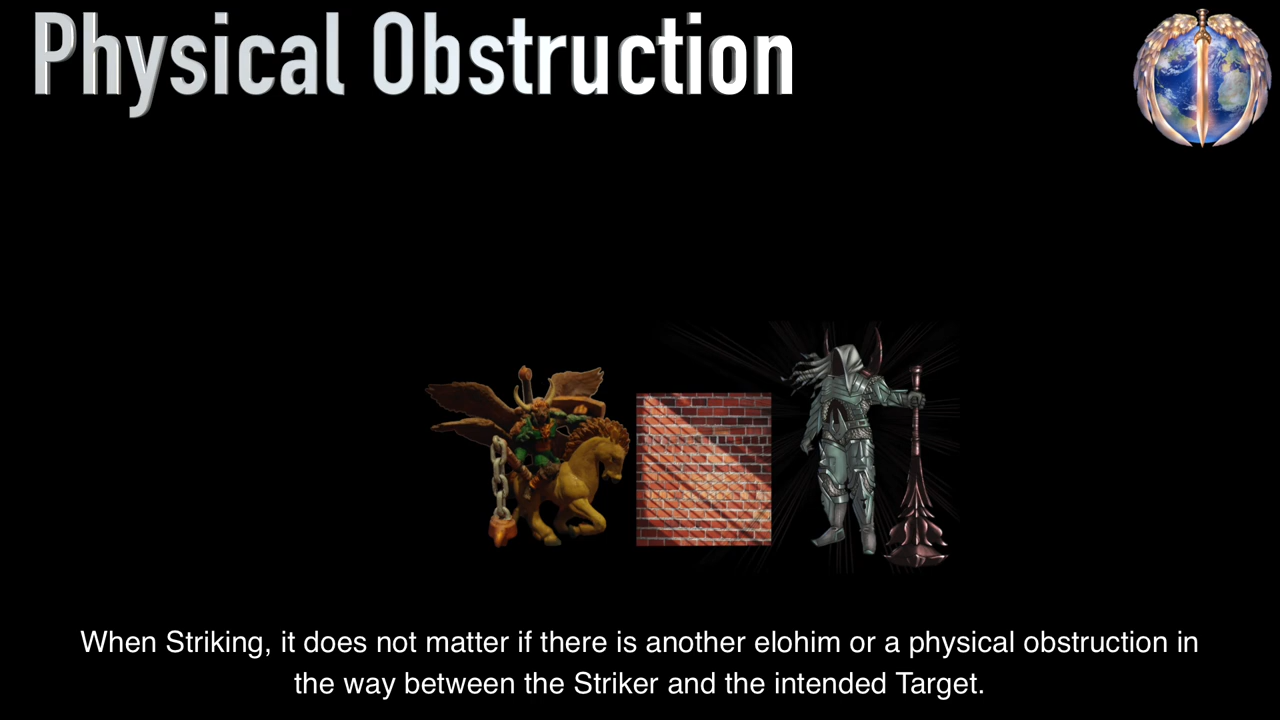 Physical Obstruction
When Striking, it does not matter if there is another elohim or a physical obstruction in
the way between the Striker and the intended Target.